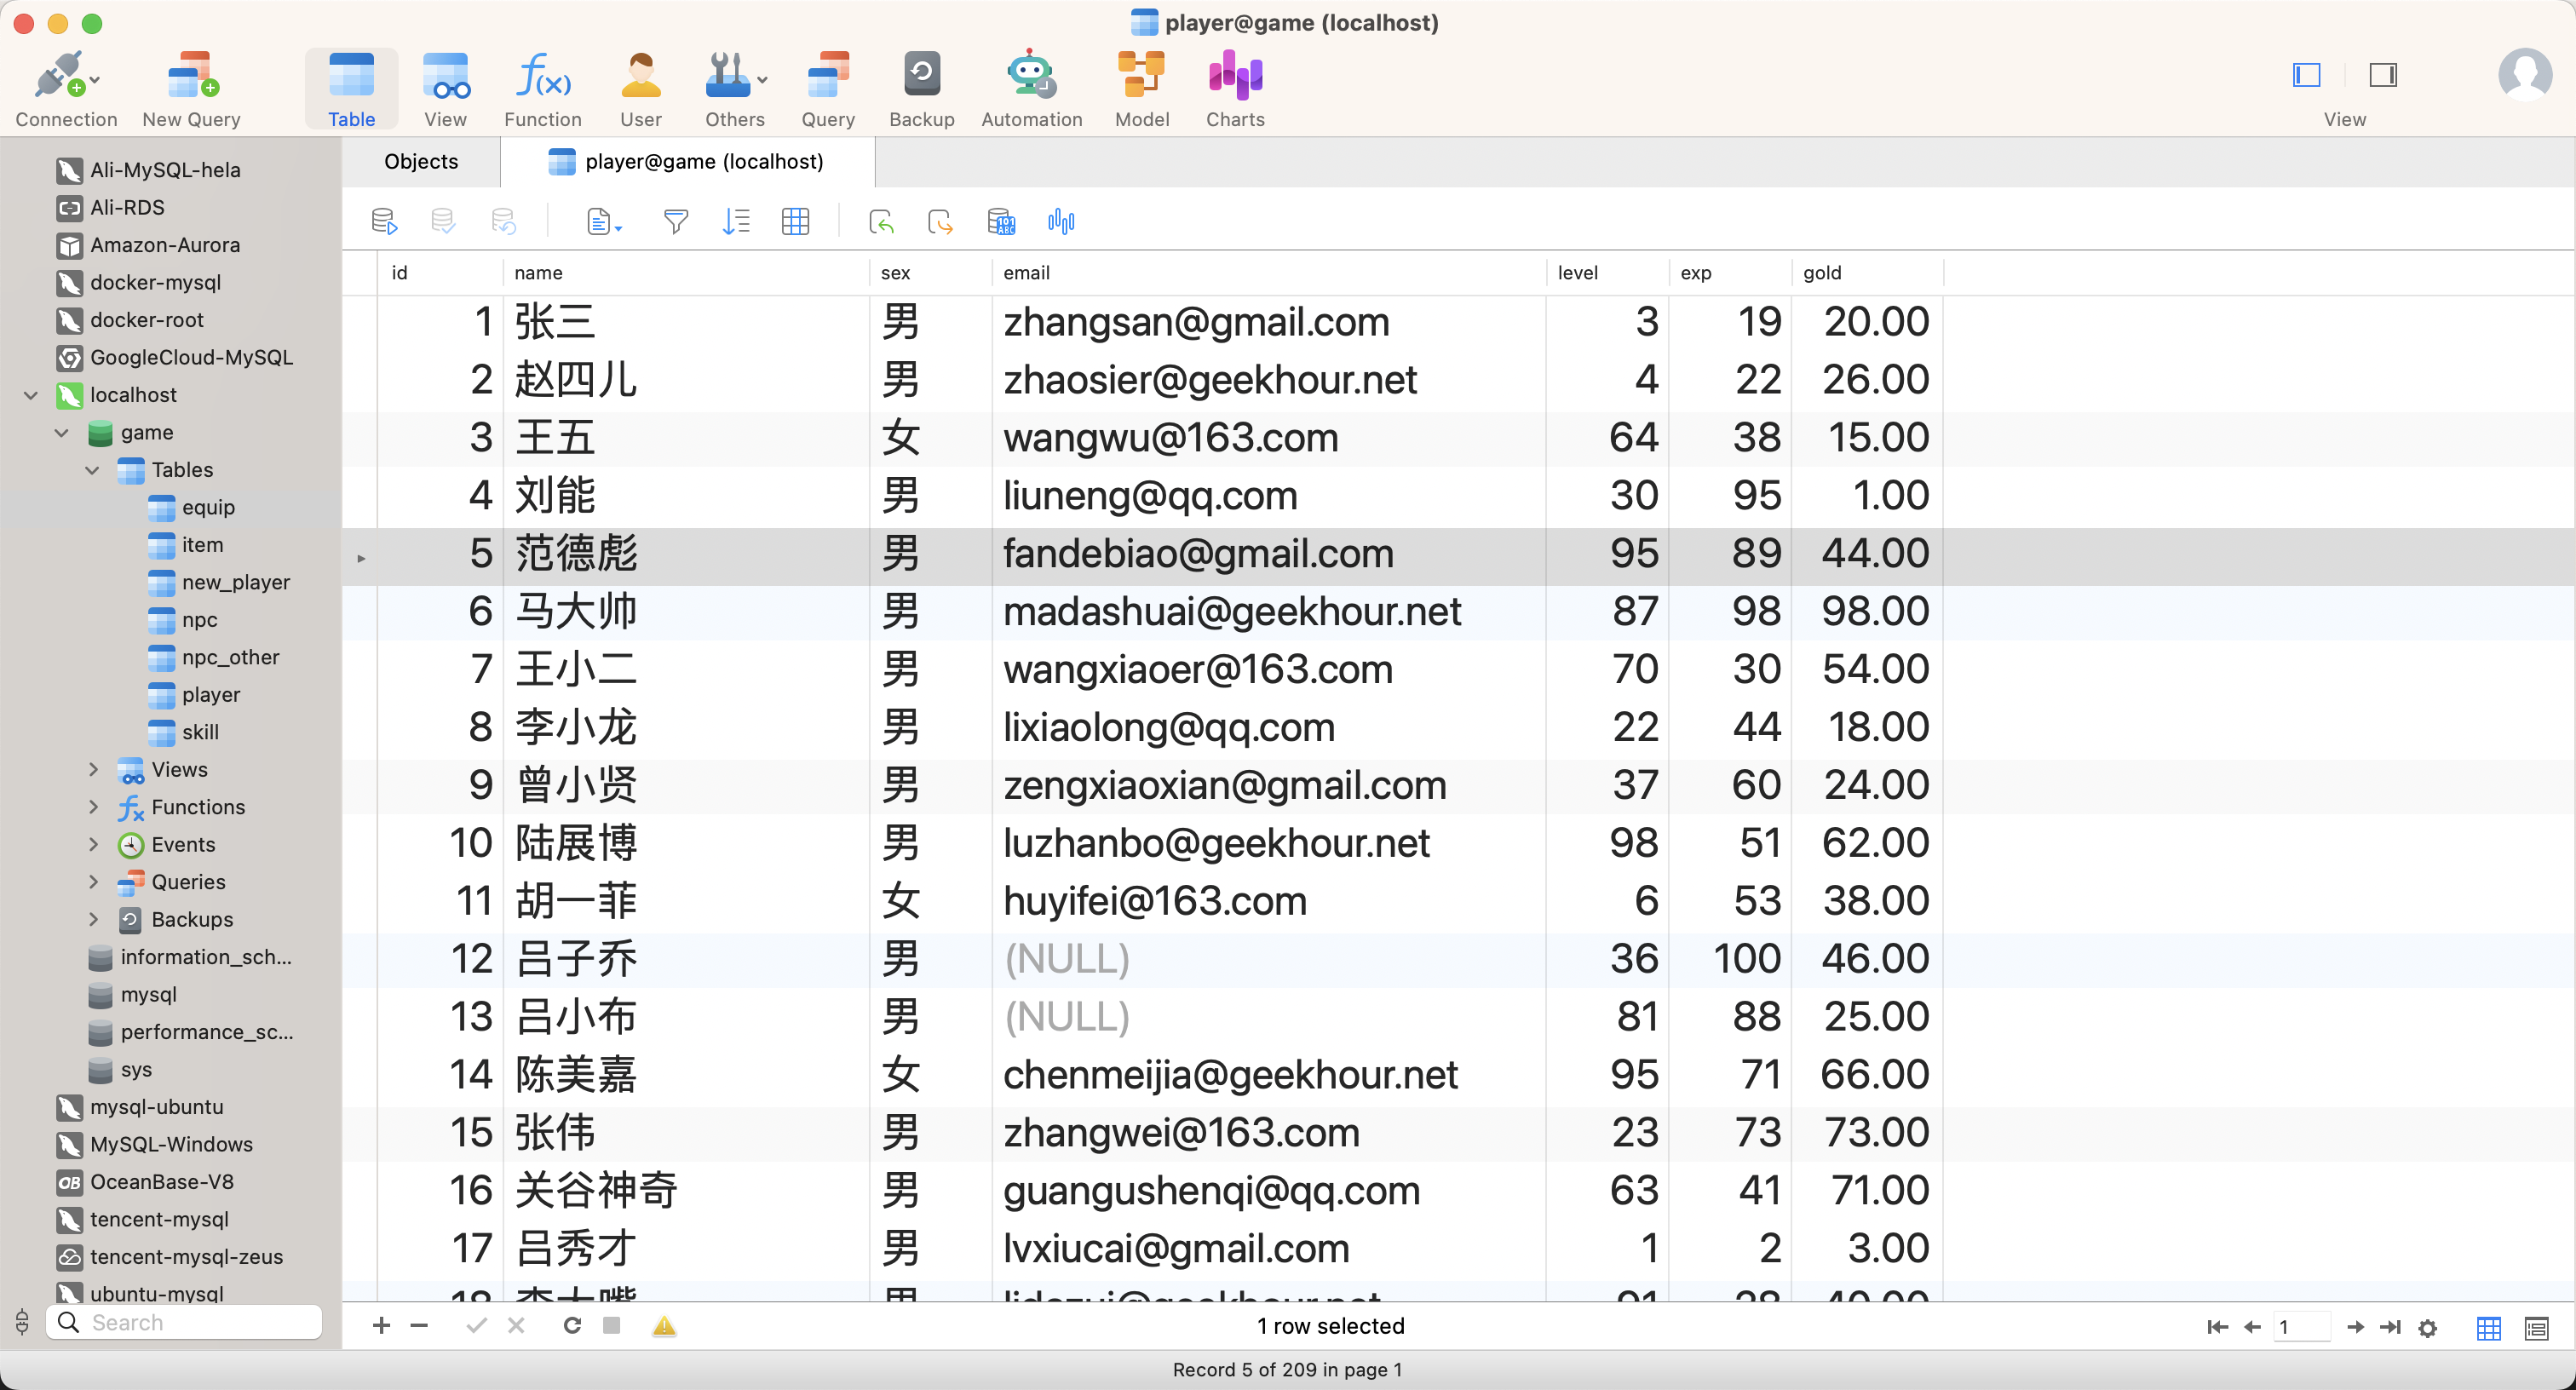 player@game (localhost)
Connection New Query Table View Function User Others Query Backup Automation Model Charts View
Objects player@game (localhost)
Ali-MySQL-hela
Ali-RDS
Amazon-Aurora
docker-mysql
docker-root
GoogleCloud-MySQL
localhost
game
Tables
equip
item
new_player
npc
npc_other
player
skill
Views
Functions
Events
Queries
Backups
information_sch...
mysql
performance_sc...
sys
mysql-ubuntu
MySQL-Windows
OceanBase-V8
tencent-mysql
tencent-mysql-zeus
ubuntu-mysql
Search
id name sex email level exp gold
1 张三 男 zhangsan@gmail.com 3 19 20.00
2 赵四儿 男 zhaosier@geekhour.net 4 22 26.00
3 王五 女 wangwu@163.com 64 38 15.00
4 刘能 男 liuneng@qq.com 30 95 1.00
5 范德彪 男 fandebiao@gmail.com 95 89 44.00
6 马大帅 男 madashuai@geekhour.net 87 98 98.00
7 王小二 男 wangxiaoer@163.com 70 30 54.00
8 李小龙 男 lixiaolong@qq.com 22 44 18.00
9 曾小贤 男 zengxiaoxian@gmail.com 37 60 24.00
10 陆展博 男 luzhanbo@geekhour.net 98 51 62.00
11 胡一菲 女 huyifei@163.com 6 53 38.00
12 吕子乔 男 (NULL) 36 100 46.00
13 吕小布 男 (NULL) 81 88 25.00
14 陈美嘉 女 chenmeijia@geekhour.net 95 71 66.00
15 张伟 男 zhangwei@163.com 23 73 73.00
16 关谷神奇 男 guangushenqi@qq.com 63 41 71.00
17 吕秀才 男 lvxiucai@gmail.com 1 2 3.00
1 row selected
1
Record 5 of 209 in page 1